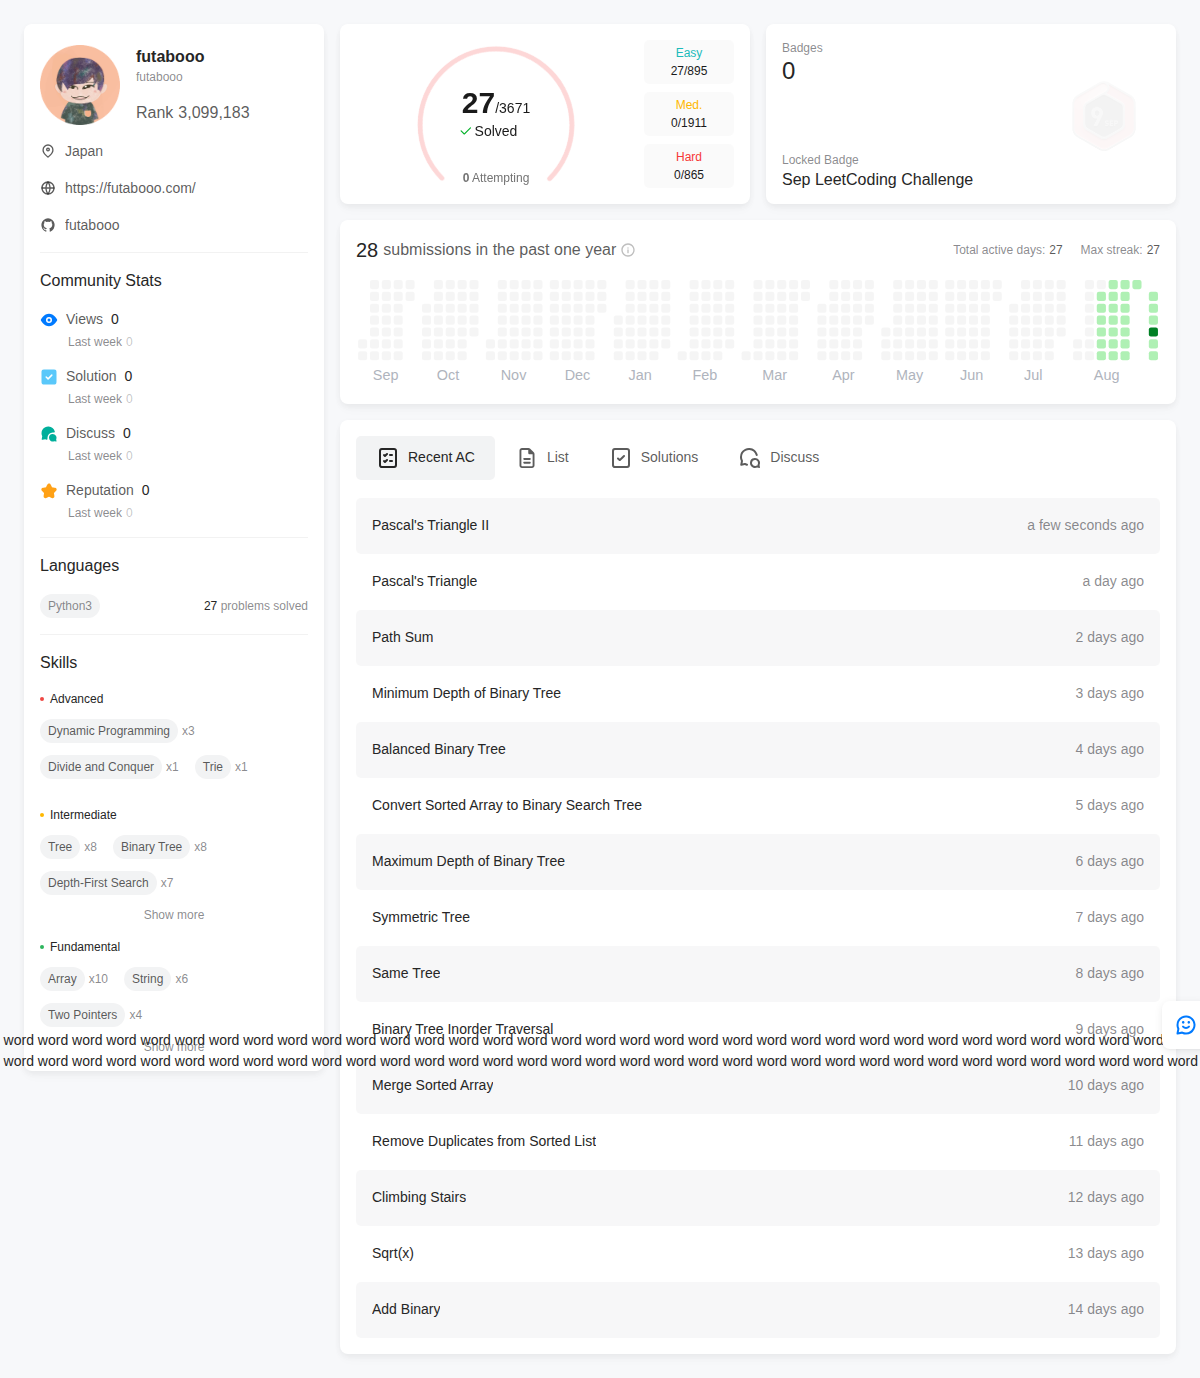 futabooo
futabooo
Rank 3,099,183
Japan
https://futabooo.com/
futabooo
Community Stats
Views 0
Last week 0
Solution 0
Last week 0
Discuss 0
Last week 0
Reputation 0
Last week 0
Languages
Python3 27 problems solved
Skills
Advanced
Dynamic Programming x3
Divide and Conquer x1 Trie x1
Intermediate
Tree x8 Binary Tree x8
Depth-First Search x7
Show more
Fundamental
Array x10 String x6
Two Pointers x4
Show more
27/3671
Solved
0 Attempting
Easy
27/895
Med.
0/1911
Hard
0/865
Badges
0
Locked Badge
Sep LeetCoding Challenge
28 submissions in the past one year
Total active days: 27 Max streak: 27
Sep Oct Nov Dec Jan Feb Mar Apr May Jun Jul Aug
Recent AC List Solutions Discuss
Pascal's Triangle II a few seconds ago
Pascal's Triangle a day ago
Path Sum 2 days ago
Minimum Depth of Binary Tree 3 days ago
Balanced Binary Tree 4 days ago
Convert Sorted Array to Binary Search Tree 5 days ago
Maximum Depth of Binary Tree 6 days ago
Symmetric Tree 7 days ago
Same Tree 8 days ago
Binary Tree Inorder Traversal 9 days ago
word word word word word word word word word word word word word word word word word word word word word word word word word word word word word word word word word word
word word word word word word word word word word word word word word word word word word word word word word word word word word word word word word word word word word word
Merge Sorted Array 10 days ago
Remove Duplicates from Sorted List 11 days ago
Climbing Stairs 12 days ago
Sqrt(x) 13 days ago
Add Binary 14 days ago